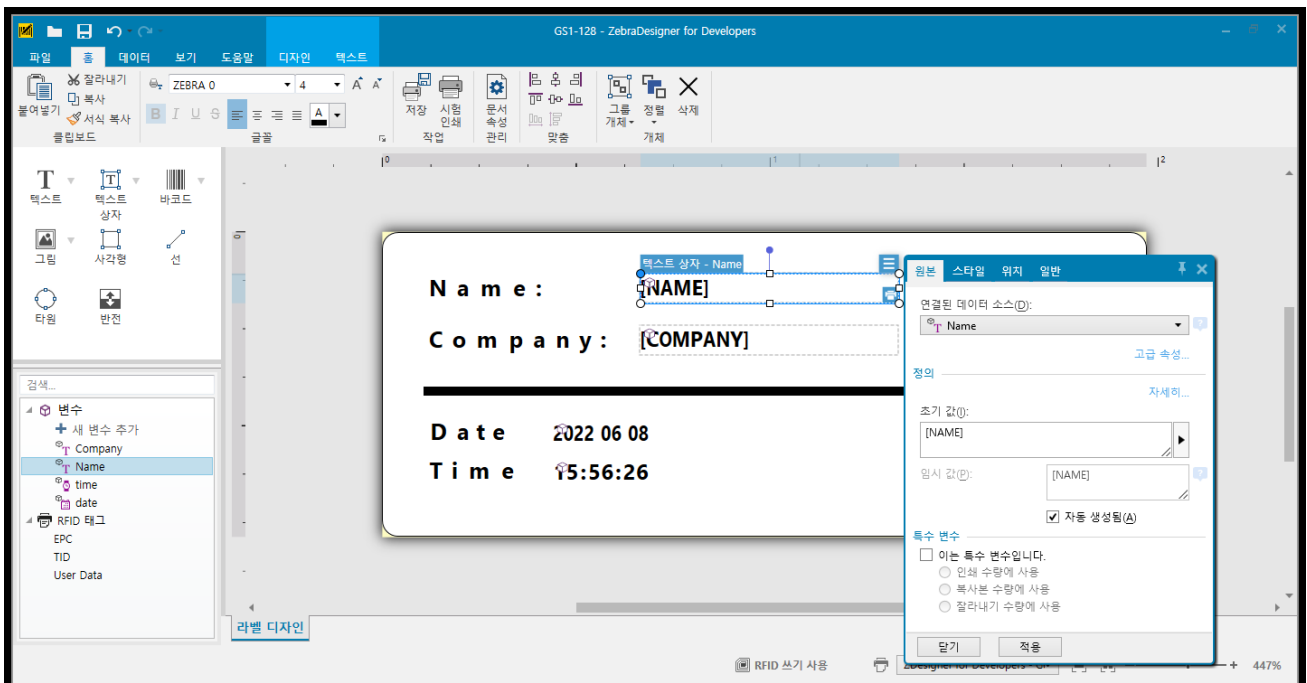 GS1-128 - ZebraDesigner for Developers
파일 홈 데이터 보기 도움말 디자인 텍스트
붙여넣기
잘라내기
복사
서식 복사
클립보드
ZEBRA 0 4
B I U S A
글꼴
저장 시험 인쇄
작업
문서 속성
관리
맞춤
그룹 정렬 삭제
개체
개체
텍스트 텍스트 상자 바코드
그림 사각형 선
타원 반전
검색...
변수
새 변수 추가
Company
Name
time
date
RFID 태그
EPC
TID
User Data
0 1 2
0
텍스트 상자 - Name
Name: [NAME]
Company: [COMPANY]
Date 2022 06 08
Time 15:56:26
원본 스타일 위치 일반
연결된 데이터 소스(D):
Name
고급 속성...
정의
자세히...
초기 값(I):
[NAME]
임시 값(P): [NAME]
자동 생성됨(A)
특수 변수
이는 특수 변수입니다.
인쇄 수량에 사용
복사본 수량에 사용
잘라내기 수량에 사용
닫기 적용
라벨 디자인
RFID 쓰기 사용
447%